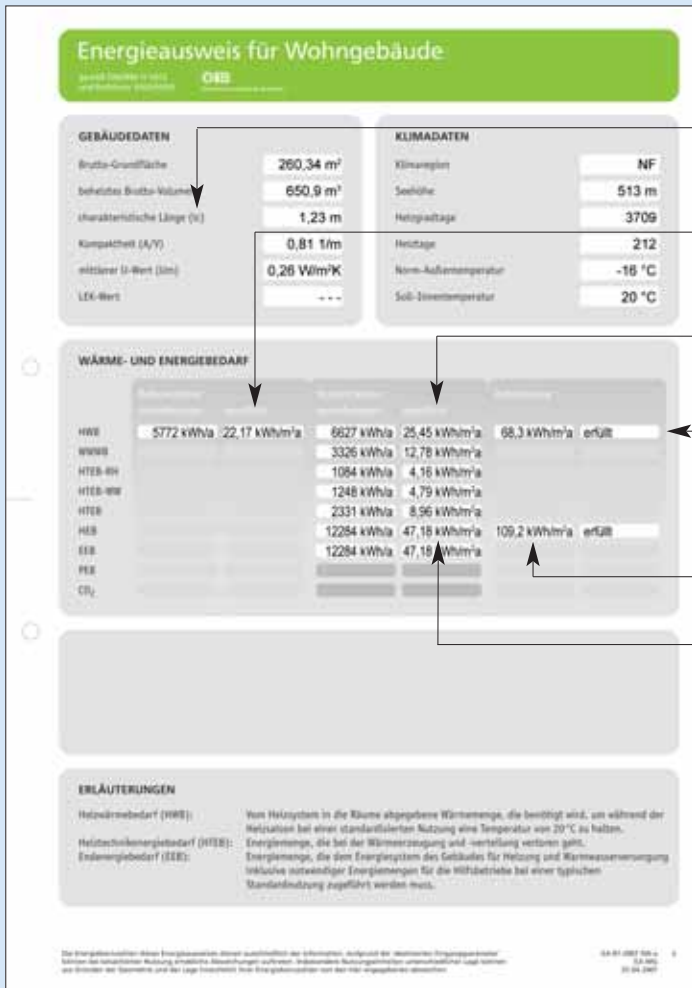 Energieausweis für Wohngebäude
OIB
GEBÄUDEDATEN
Brutto-Grundfläche 260,34 m²
beheiztes Brutto-Volumen 650,9 m³
charakteristische Länge (lc) 1,23 m
Kompaktheit (A/V) 0,81 1/m
mittlerer U-Wert (Um) 0,26 W/m²K
LEK-Wert - - -
KLIMADATEN
Klimaregion NF
Seehöhe 513 m
Heizgradtage 3709
Heiztage 212
Norm-Außentemperatur -16 °C
Soll-Innentemperatur 20 °C
WÄRME- UND ENERGIEBEDARF
HWB 5772 kWh/a 22,17 kWh/m²a 6627 kWh/a 25,45 kWh/m²a 68,3 kWh/m²a erfüllt
WWWB 3326 kWh/a 12,78 kWh/m²a
HTEB-RH 1084 kWh/a 4,16 kWh/m²a
HTEB-WW 1248 kWh/a 4,79 kWh/m²a
HTEB 2331 kWh/a 8,96 kWh/m²a
HEB 12284 kWh/a 47,18 kWh/m²a 109,2 kWh/m²a erfüllt
EEB 12284 kWh/a 47,18 kWh/m²a
PEB
CO₂
ERLÄUTERUNGEN
Heizwärmebedarf (HWB): Vom Heizsystem in die Räume abgegebene Wärmemenge, die benötigt wird, um während der
Heizsaison bei einer standardisierten Nutzung eine Temperatur von 20°C zu halten.
Heiztechnikenergiebedarf (HTEB): Energiemenge, die bei der Wärmeerzeugung und -verteilung verloren geht.
Endenergiebedarf (EEB): Energiemenge, die dem Energiesystem des Gebäudes für Heizung und Warmwasserversorgung
inklusive notwendiger Energiemengen für die Hilfsbetriebe bei einer typischen
Standardnutzung zugeführt werden muss.